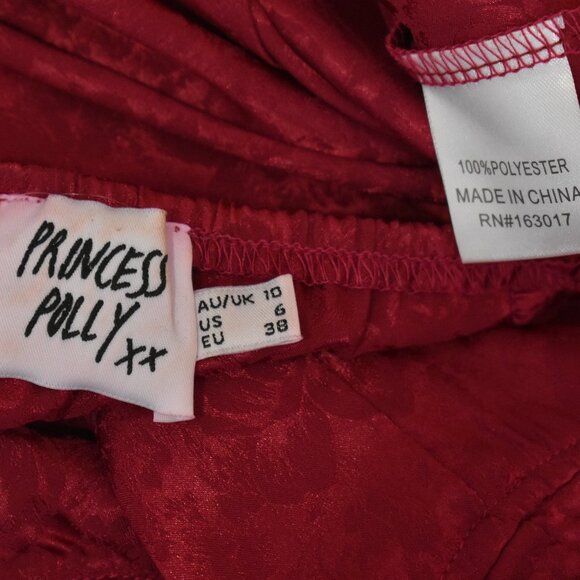 PRINCESS
POLLY xx
AU/UK 10
US 6
EU 38
100%POLYESTER
MADE IN CHINA
RN#163017